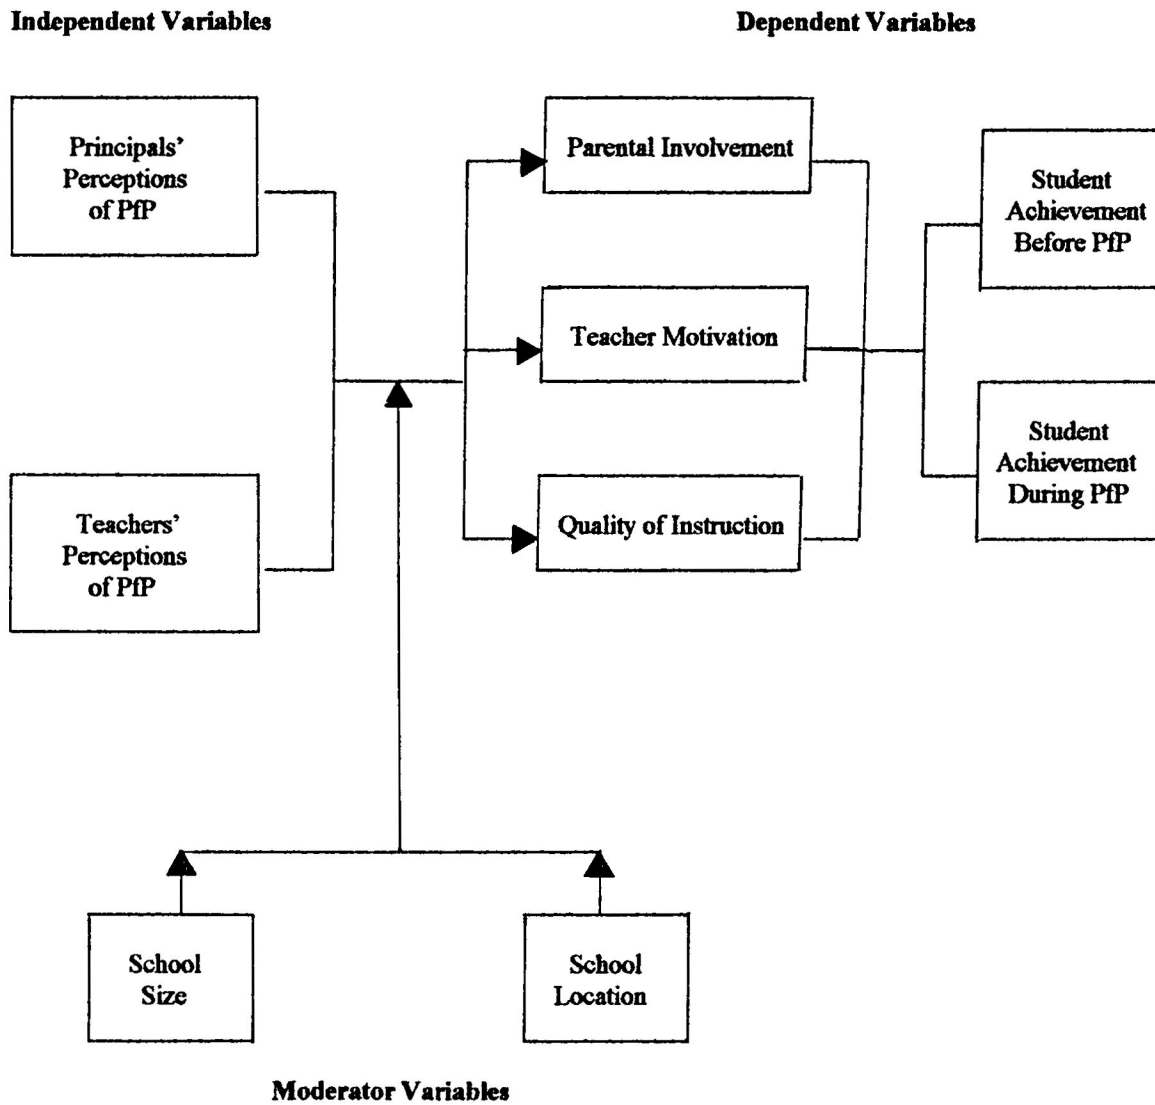 Independent Variables
Dependent Variables
Principals'
Perceptions
of PfP
Parental Involvement
Student
Achievement
Before PfP
Teacher Motivation
Student
Achievement
During PfP
Teachers'
Perceptions
of PfP
Quality of Instruction
School
Size
School
Location
Moderator Variables